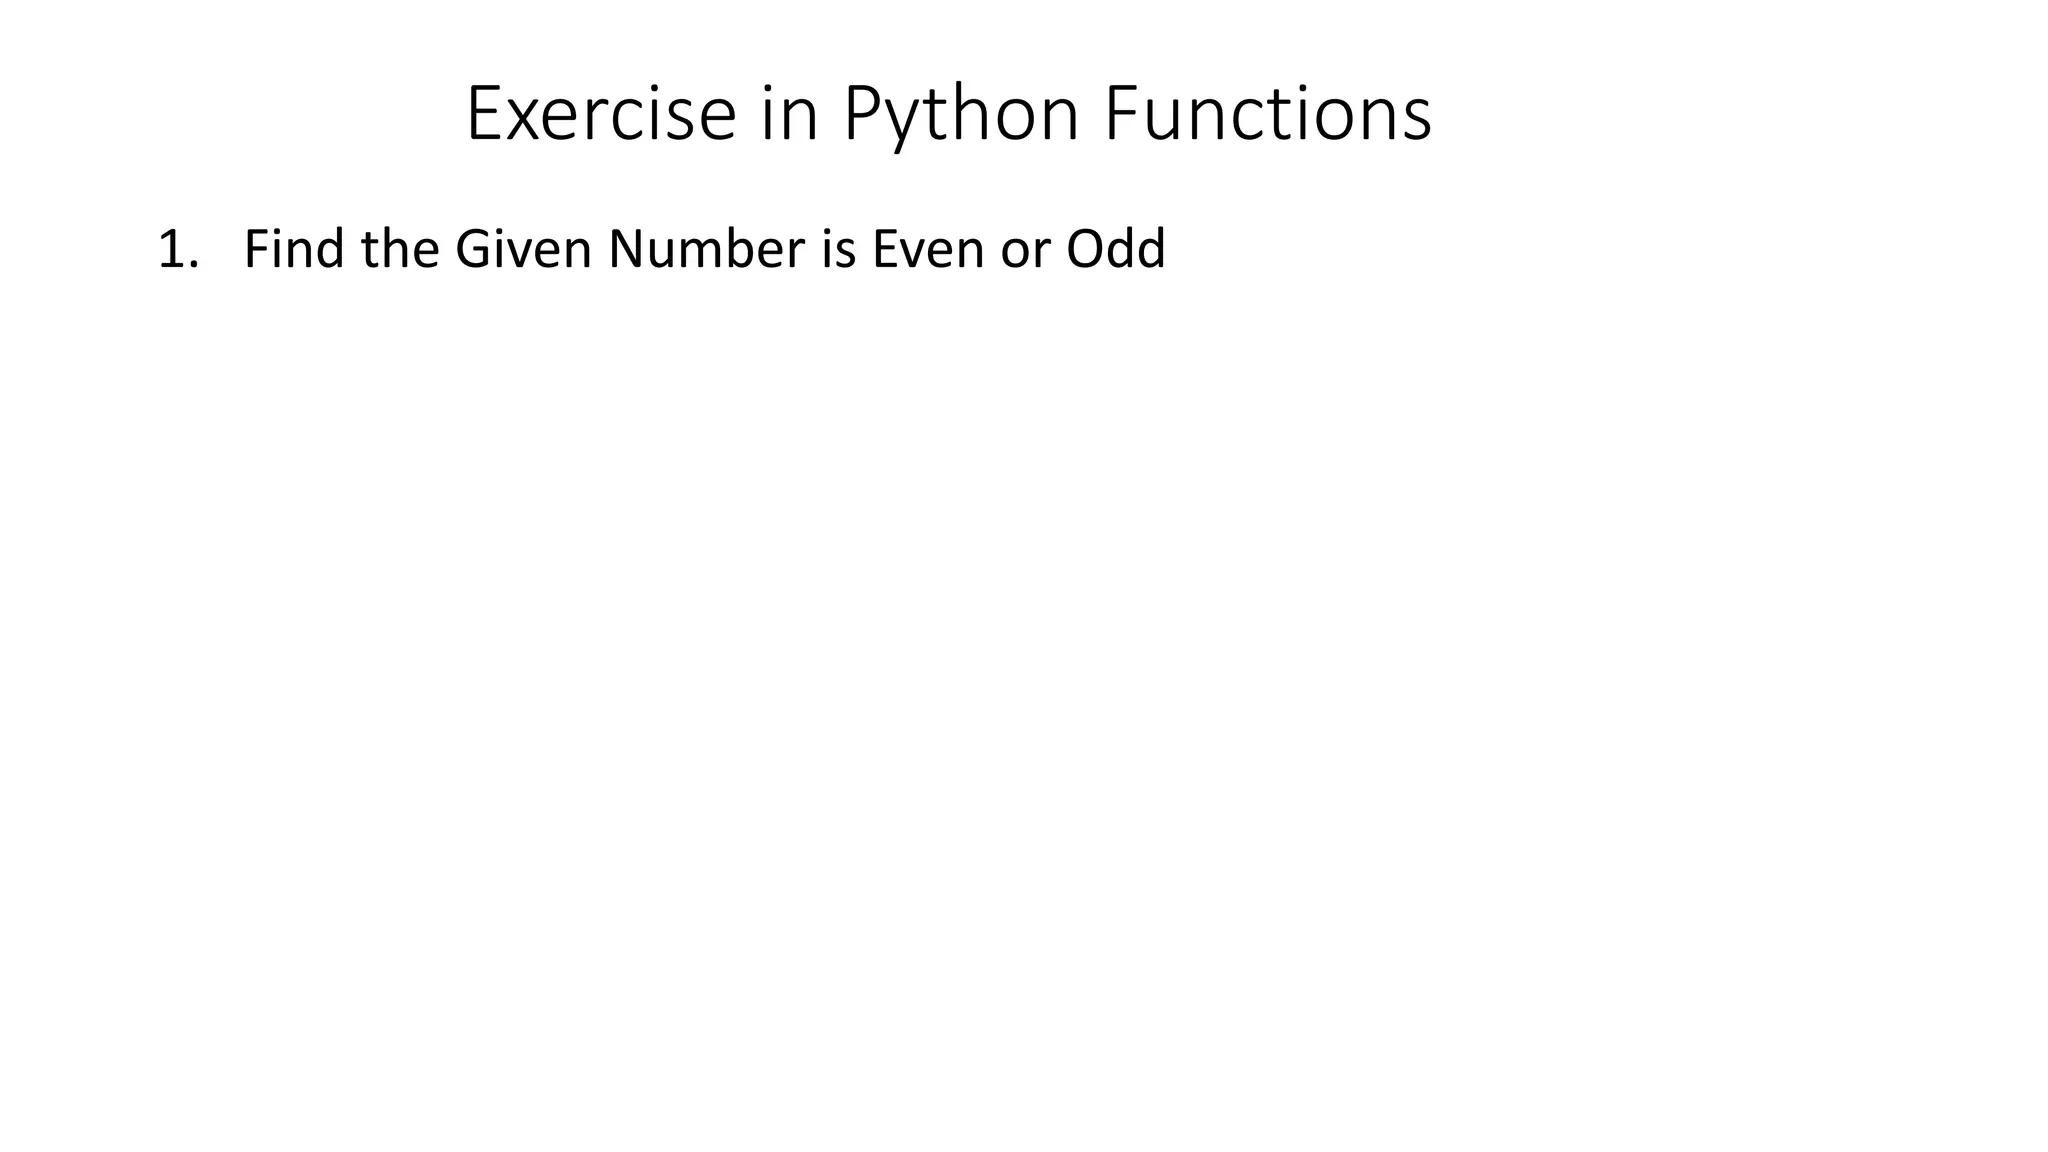 Exercise in Python Functions
1. Find the Given Number is Even or Odd